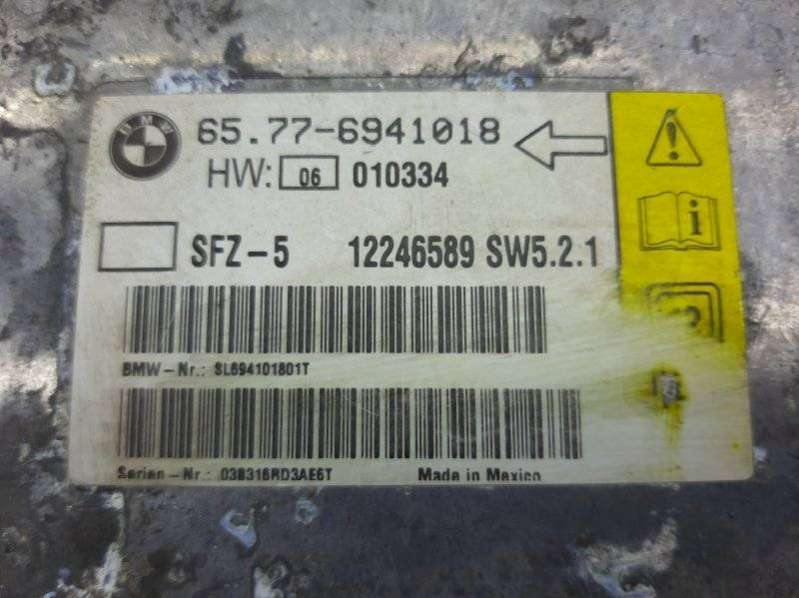 BMW
65.77-6941018
HW: 06 010334
SFZ-5 12246589 SW5.2.1
BMW-Nr.: SL694101801T
Serien-Nr.: 03B316RD3AE6T Made in Mexico